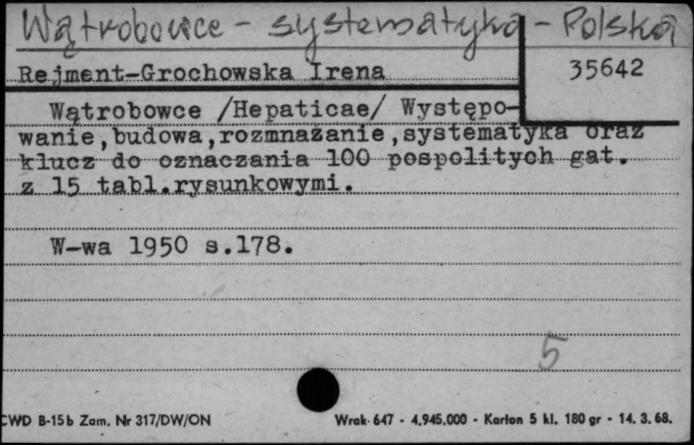 Wątrobowce - systematyka - Polska
Rejment-Grochowska Irena
35642
Wątrobowce /Hepaticae/ Występo-
wanie,budowa,rozmnażanie,systematyka oraz
klucz do oznaczania 100 pospolitych gat.
z 15 tabl.rysunkowymi.
W-wa 1950 s.178.
5
CWD B-15b Zam. Nr 317/DW/ON
Wrak 647 - 4.945.000 - Karton 5 kl. 180 gr - 14. 3. 68.